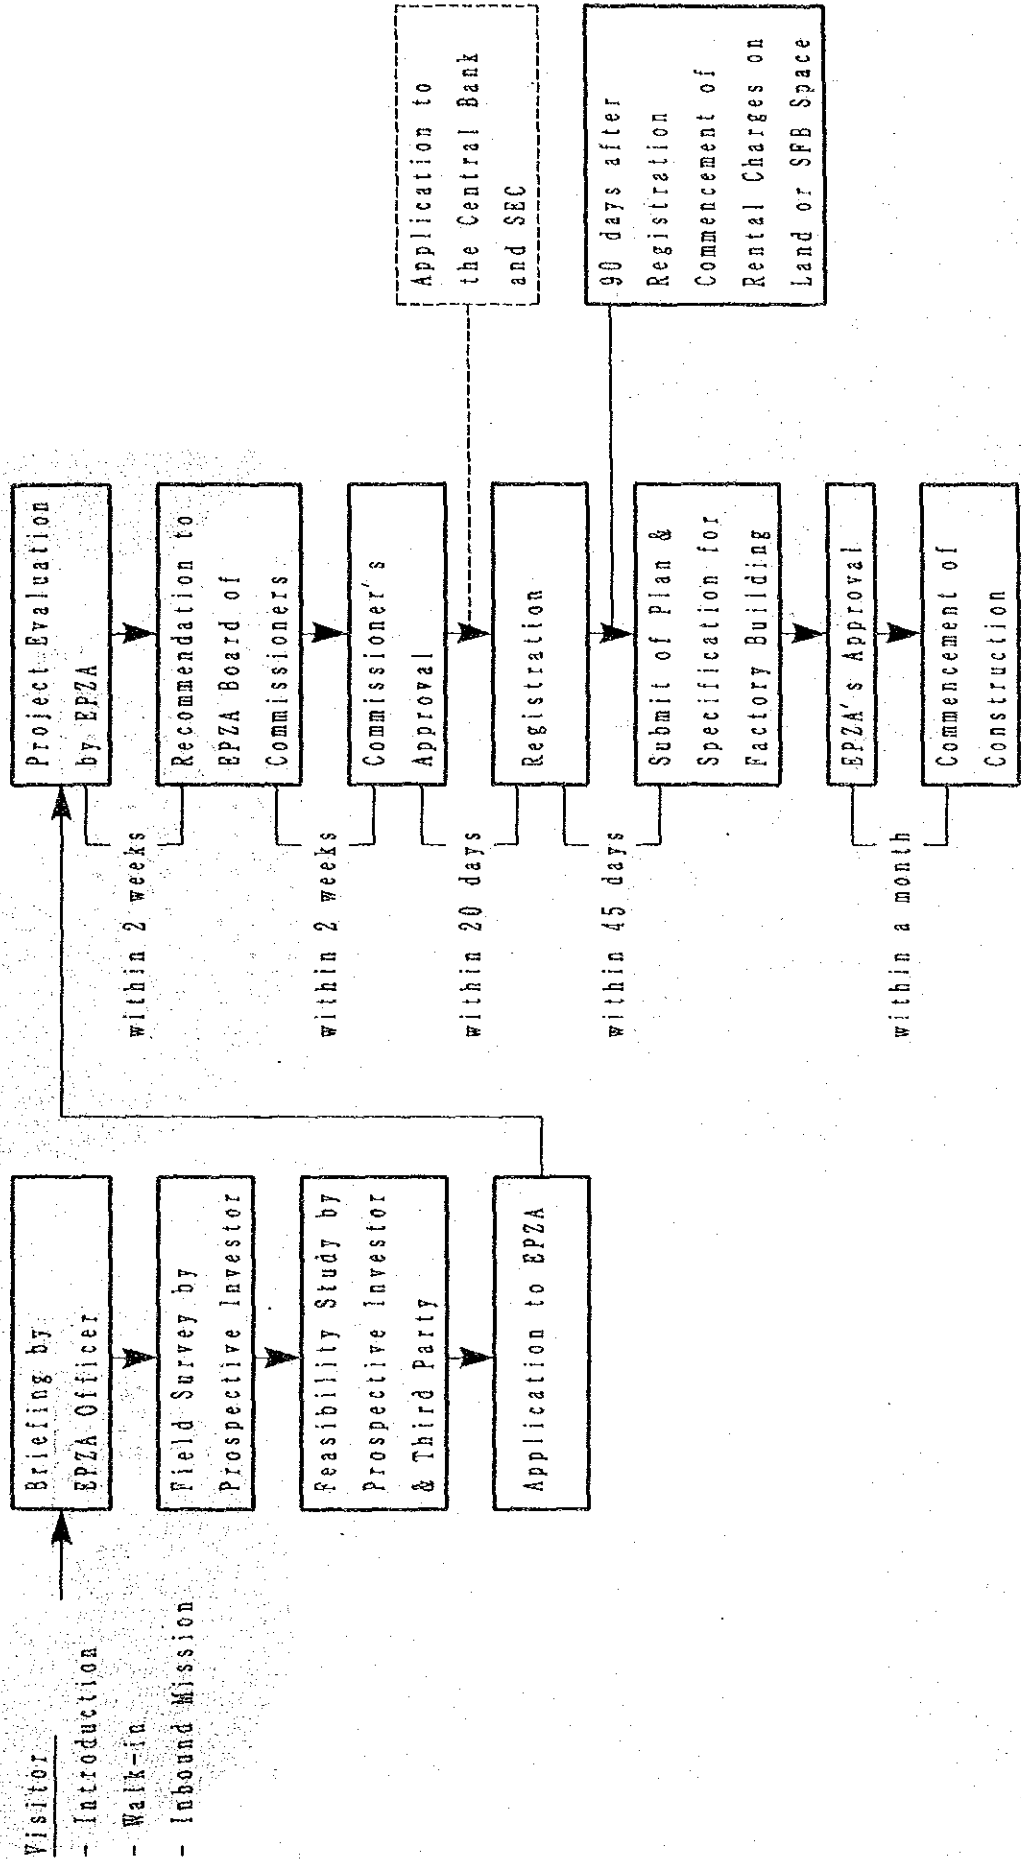 Visitor
- Introduction
- Walk-in
- Inbound Mission
Briefing by
EPZA Officer
Field Survey by
Prospective Investor
Feasibility Study by
Prospective Investor
& Third Party
Application to EPZA
Project Evaluation
by EPZA
within 2 weeks
Recommendation to
EPZA Board of
Commissioners
within 2 weeks
Commissioner's
Approval
within 20 days
Registration
within 45 days
Submit of Plan &
Specification for
Factory Building
EPZA's Approval
within a month
Commencement of
Construction
Application to
the Central Bank
and SEC
90 days after
Registration
Commencement of
Rental Charges on
Land or SFB Space